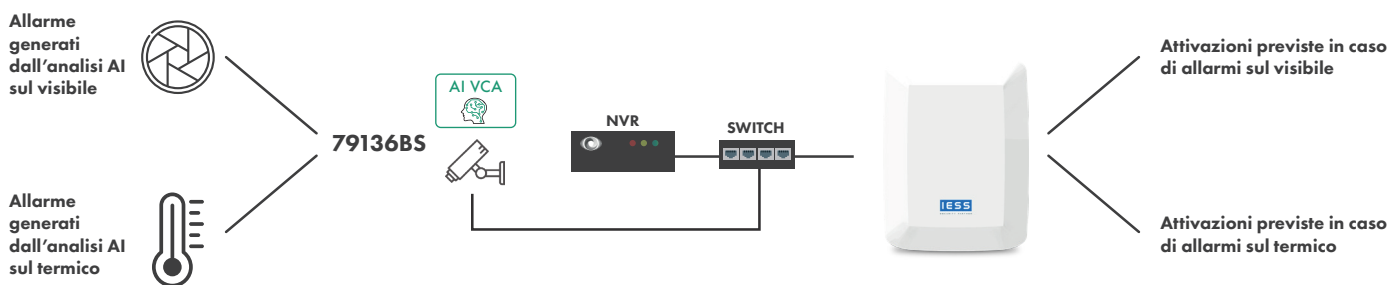 Allarme
generati
dall'analisi AI
sul visibile
Allarme
generati
dall'analisi AI
sul termico
79136BS
AI VCA
NVR
SWITCH
IESS
Attivazioni previste in caso
di allarmi sul visibile
Attivazioni previste in caso
di allarmi sul termico